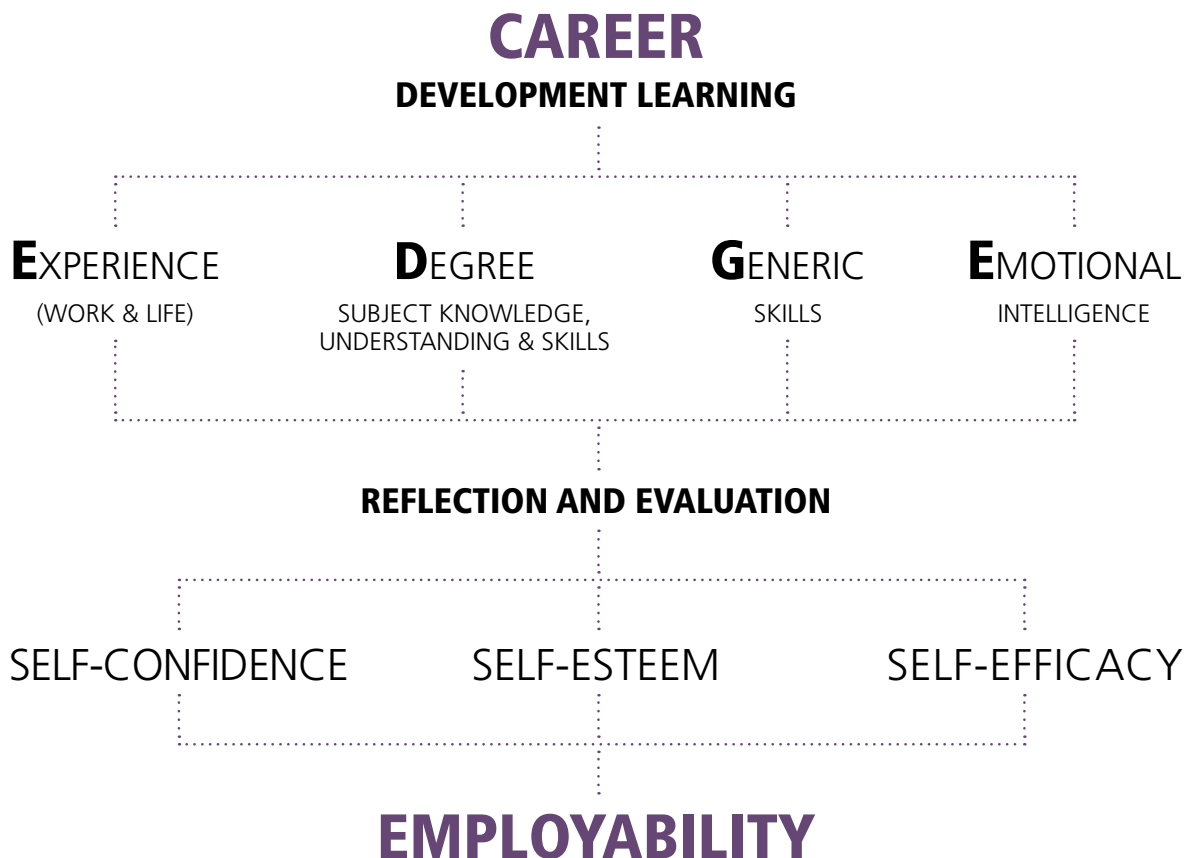 CAREER
DEVELOPMENT LEARNING
EXPERIENCE
(WORK & LIFE)
DEGREE
SUBJECT KNOWLEDGE,
UNDERSTANDING & SKILLS
GENERIC
SKILLS
EMOTIONAL
INTELLIGENCE
REFLECTION AND EVALUATION
SELF-CONFIDENCE
SELF-ESTEEM
SELF-EFFICACY
EMPLOYABILITY